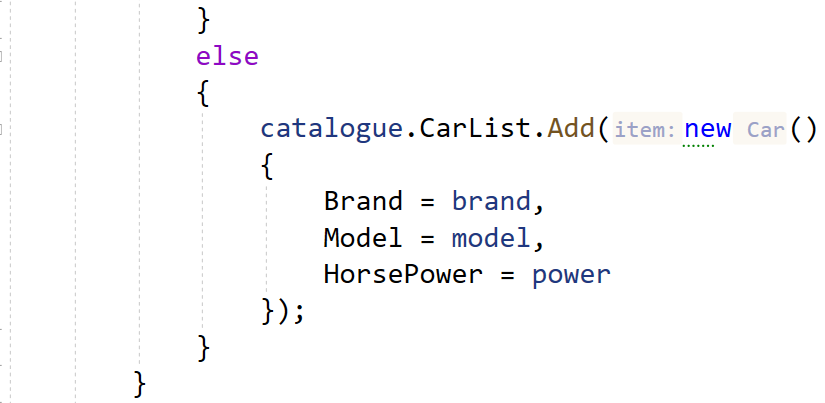 }
else
{
catalogue.CarList.Add(item: new Car()
{
Brand = brand,
Model = model,
HorsePower = power
});
}
}